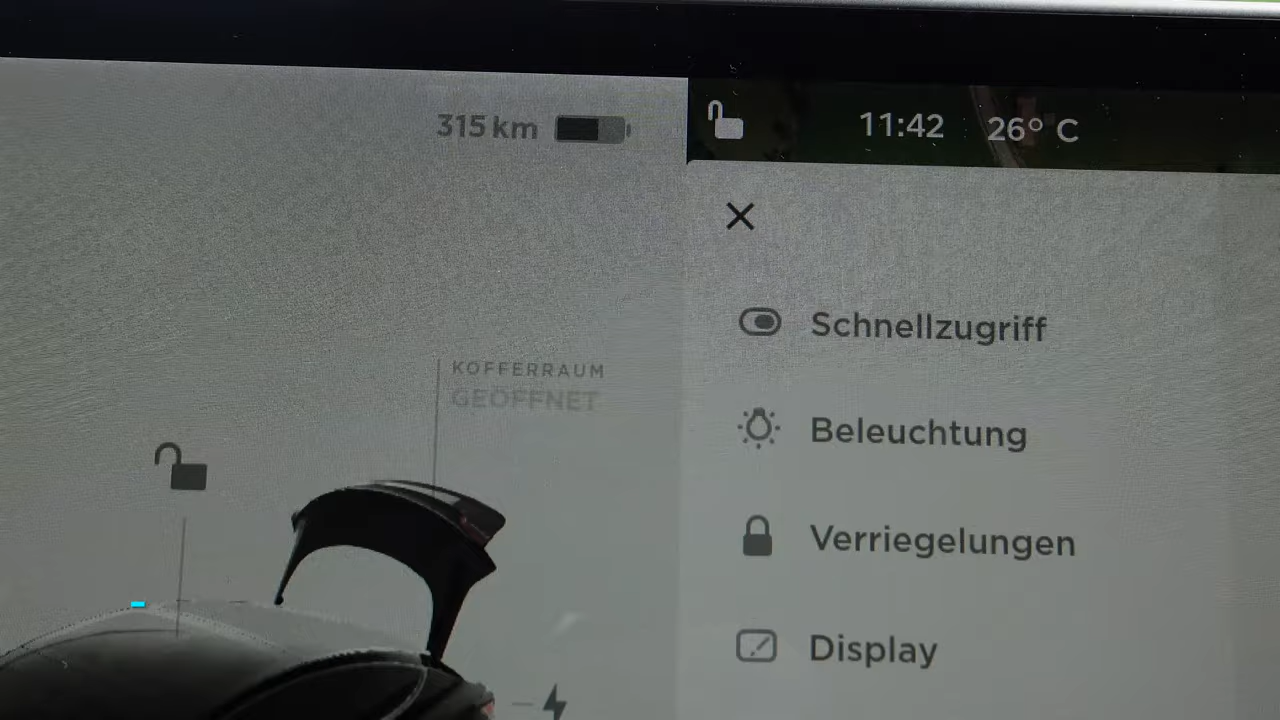 315 km
11:42 26° C
KOFFERRAUM
GEÖFFNET
Schnellzugriff
Beleuchtung
Verriegelungen
Display